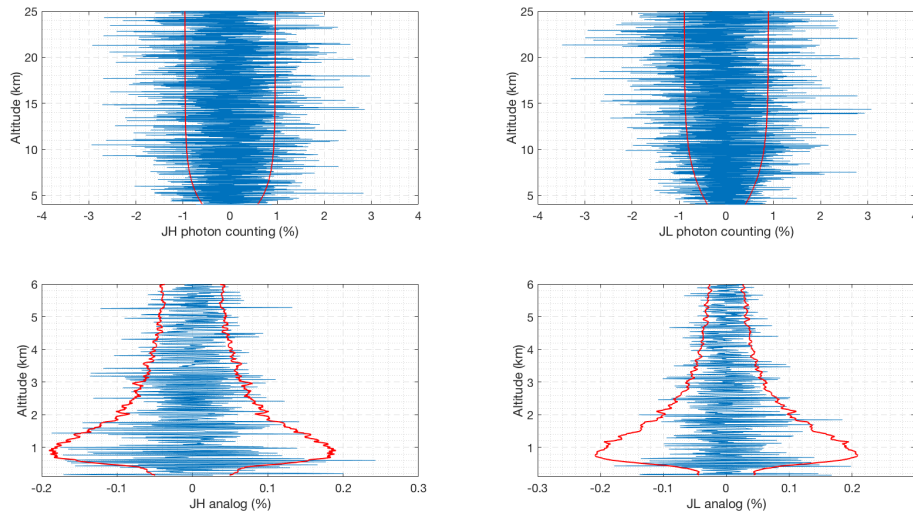 25
20
15
10
5
Altitude (km)
-4 -3 -2 -1 0 1 2 3 4
JH photon counting (%)
25
20
15
10
5
Altitude (km)
-4 -3 -2 -1 0 1 2 3
JL photon counting (%)
6
5
4
3
2
1
Altitude (km)
-0.2 -0.1 0 0.1 0.2 0.3
JH analog (%)
6
5
4
3
2
1
Altitude (km)
-0.3 -0.2 -0.1 0 0.1 0.2
JL analog (%)